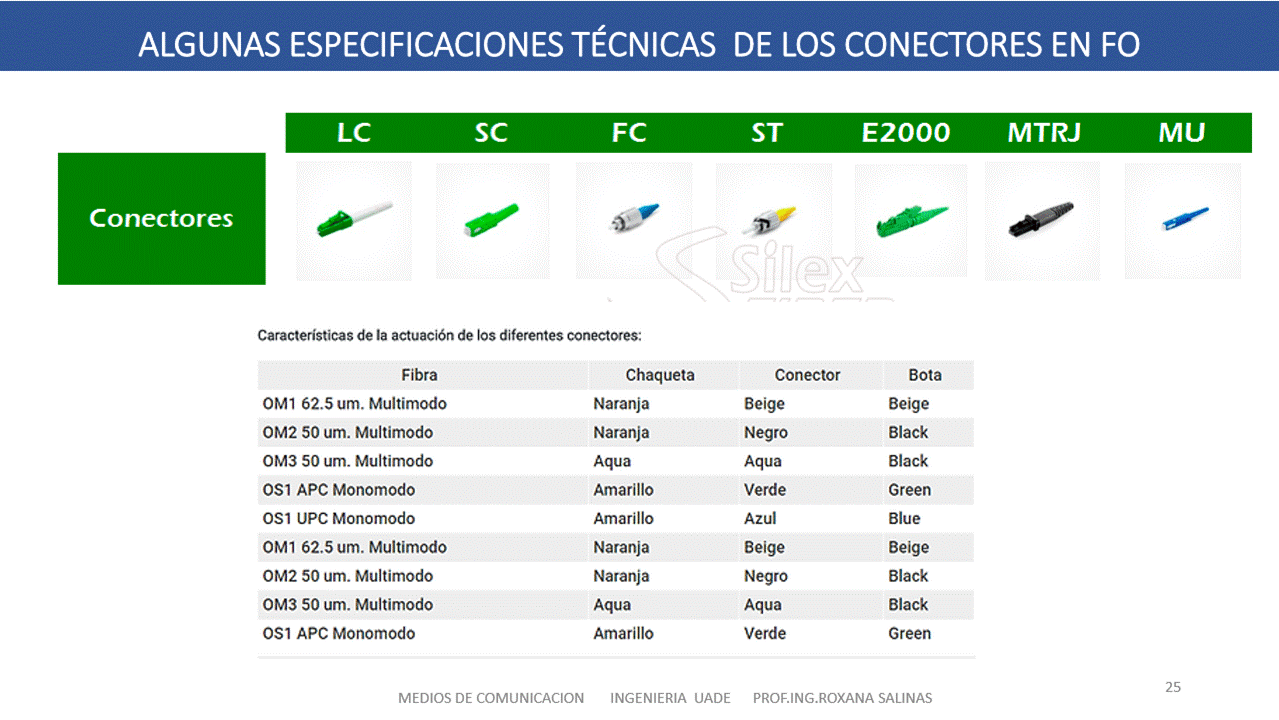 ALGUNAS ESPECIFICACIONES TÉCNICAS DE LOS CONECTORES EN FO
LC SC FC ST E2000 MTRJ MU
Conectores
Silex
FIBER
Características de la actuación de los diferentes conectores:
Fibra Chaqueta Conector Bota
OM1 62.5 um. Multimodo Naranja Beige Beige
OM2 50 um. Multimodo Naranja Negro Black
OM3 50 um. Multimodo Aqua Aqua Black
OS1 APC Monomodo Amarillo Verde Green
OS1 UPC Monomodo Amarillo Azul Blue
OM1 62.5 um. Multimodo Naranja Beige Beige
OM2 50 um. Multimodo Naranja Negro Black
OM3 50 um. Multimodo Aqua Aqua Black
OS1 APC Monomodo Amarillo Verde Green
25
MEDIOS DE COMUNICACION INGENIERIA UADE PROF.ING.ROXANA SALINAS